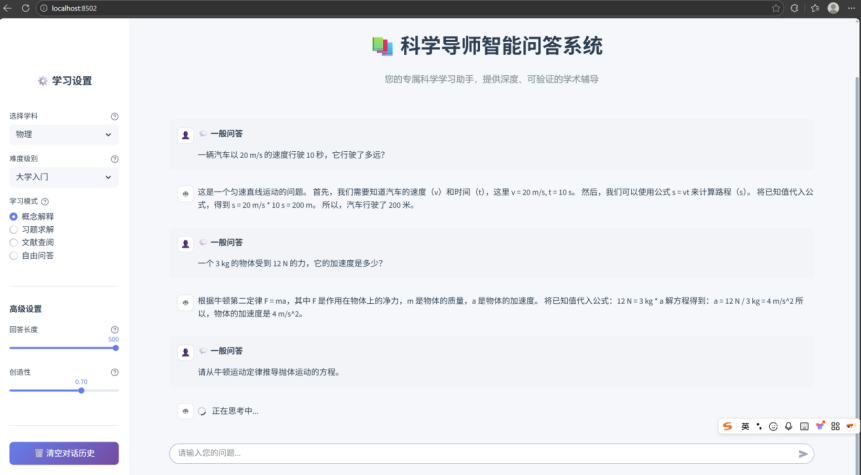 localhost:8502
科学导师智能问答系统
您的专属科学学习助手，提供深度、可验证的学术辅导
学习设置
选择学科
物理
难度级别
大学入门
学习模式
概念解释
习题求解
文献查阅
自由问答
高级设置
回答长度
500
创造性
0.70
清空对话历史
一般问答
一辆汽车以 20 m/s 的速度行驶 10 秒，它行驶了多远？
这是一个匀速直线运动的问题。 首先，我们需要知道汽车的速度（v）和时间（t），这里 v = 20 m/s, t = 10 s。 然后，我们可以使用公式 s = vt 来计算路程（s）。 将已知值代入公
式，得到 s = 20 m/s * 10 s = 200 m。 所以，汽车行驶了 200 米。
一般问答
一个 3 kg 的物体受到 12 N 的力，它的加速度是多少？
根据牛顿第二定律 F = ma，其中 F 是作用在物体上的净力，m 是物体的质量，a 是物体的加速度。 将已知值代入公式：12 N = 3 kg * a 解方程得到：a = 12 N / 3 kg = 4 m/s^2 所
以，物体的加速度是 4 m/s^2。
一般问答
请从牛顿运动定律推导抛体运动的方程。
正在思考中...
英
请输入您的问题...